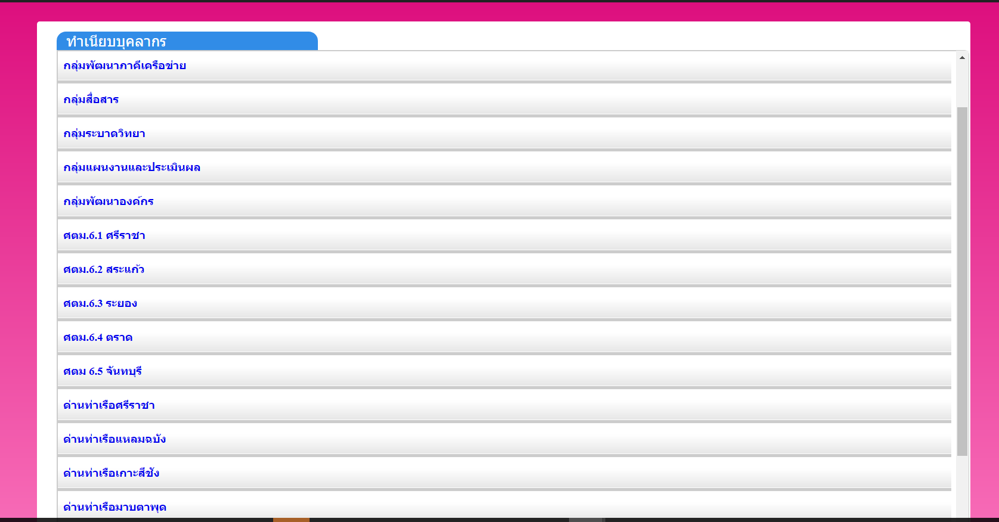 ทำเนียบบุคลากร
กลุ่มพัฒนาภาคีเครือข่าย
กลุ่มสื่อสาร
กลุ่มระบาดวิทยา
กลุ่มแผนงานและประเมินผล
กลุ่มพัฒนาองค์กร
ศตม.6.1 ศรีราชา
ศตม.6.2 สระแก้ว
ศตม.6.3 ระยอง
ศตม.6.4 ตราด
ศตม 6.5 จันทบุรี
ด่านท่าเรือศรีราชา
ด่านท่าเรือแหลมฉบัง
ด่านท่าเรือเกาะสีชัง
ด่านท่าเรือมาบตาพุด